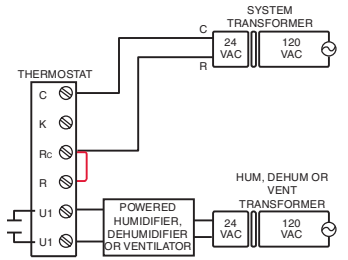 SYSTEM
TRANSFORMER
C
24
VAC
120
VAC
R
THERMOSTAT
C
K
RC
R
U1
U1
POWERED
HUMIDIFIER,
DEHUMIDIFIER
OR VENTILATOR
HUM, DEHUM OR
VENT
TRANSFORMER
24
VAC
120
VAC